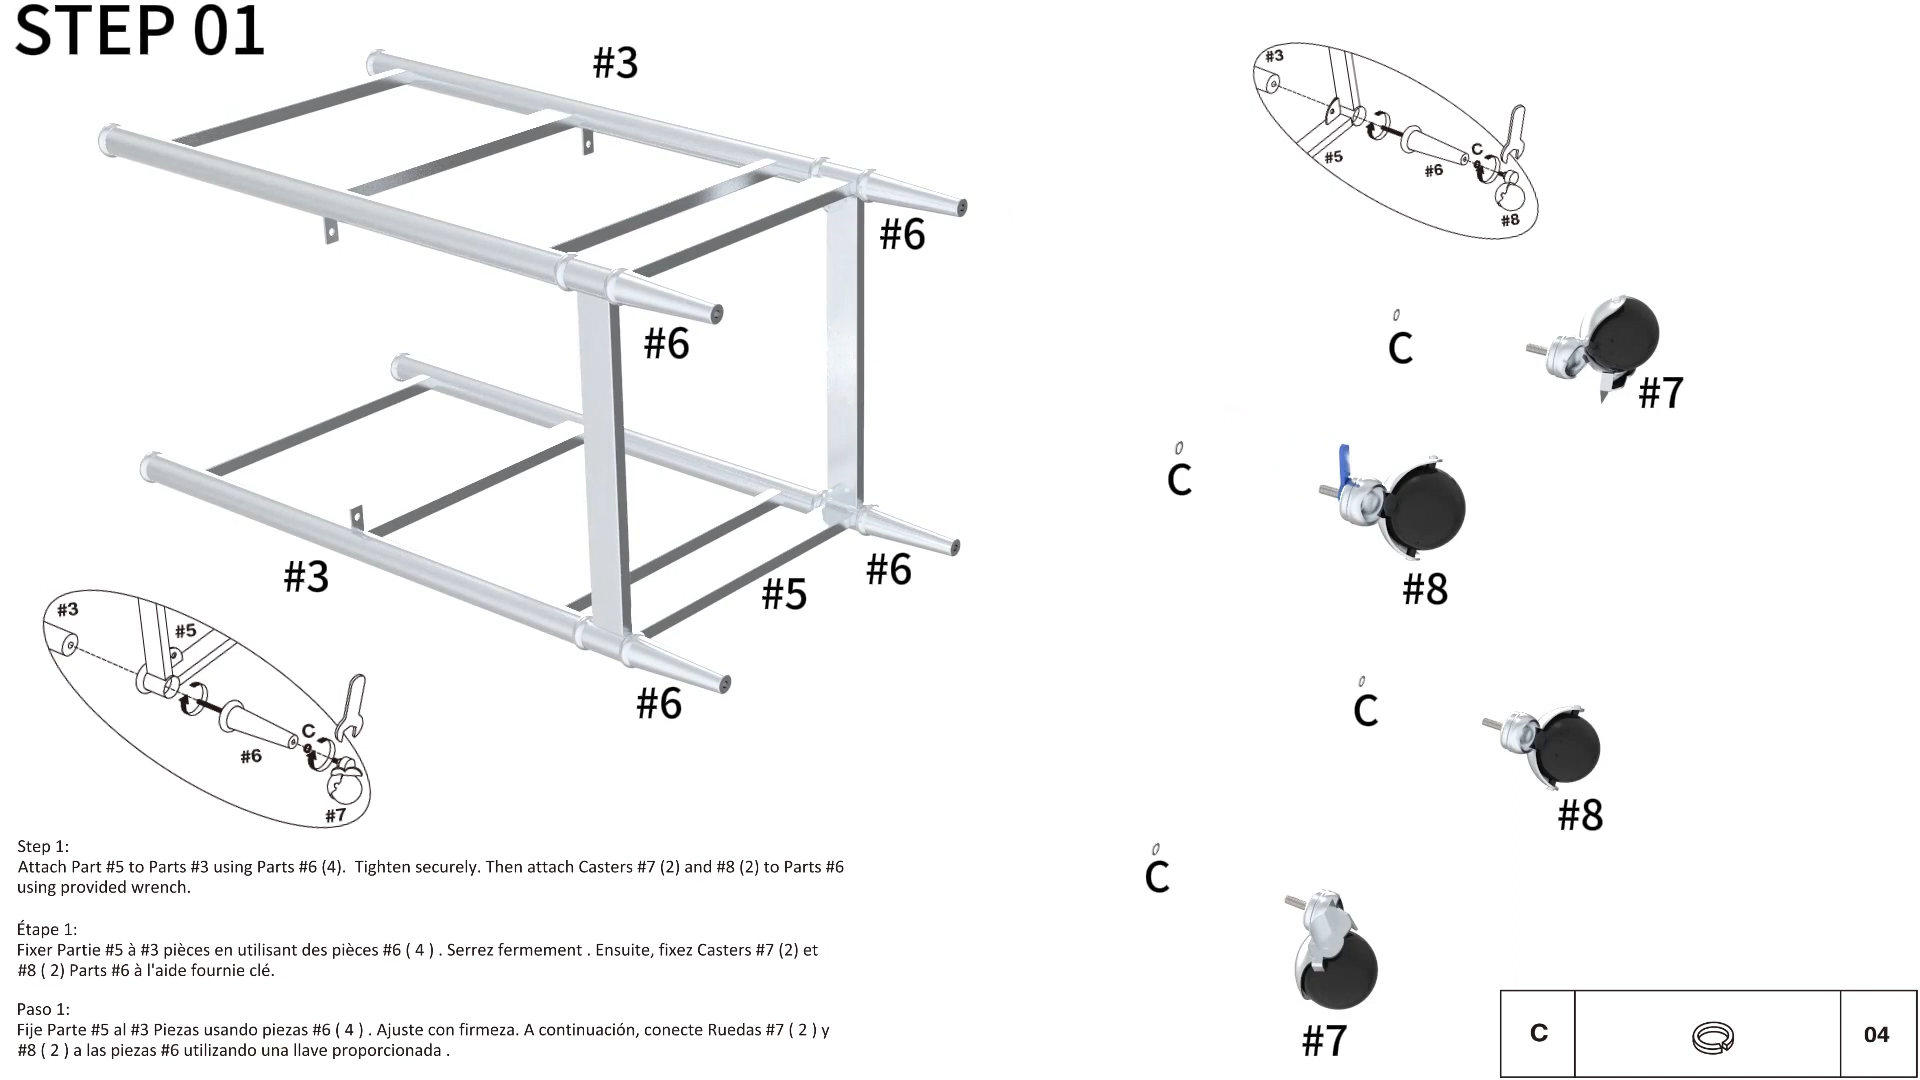 STEP 01
#3
#3
#5
#6
C
#8
#6
#6
C
#7
C
#8
#3
#6
#5
#3
#5
#6
C
#7
#6
C
#8
C
#7
Step 1:
Attach Part #5 to Parts #3 using Parts #6 (4).  Tighten securely. Then attach Casters #7 (2) and #8 (2) to Parts #6
using provided wrench.
Étape 1:
Fixer Partie #5 à #3 pièces en utilisant des pièces #6 ( 4 ) . Serrez fermement . Ensuite, fixez Casters #7 (2) et
#8 ( 2) Parts #6 à l'aide fournie clé.
Paso 1:
Fije Parte #5 al #3 Piezas usando piezas #6 ( 4 ) . Ajuste con firmeza. A continuación, conecte Ruedas #7 ( 2 ) y
#8 ( 2 ) a las piezas #6 utilizando una llave proporcionada .
C 04